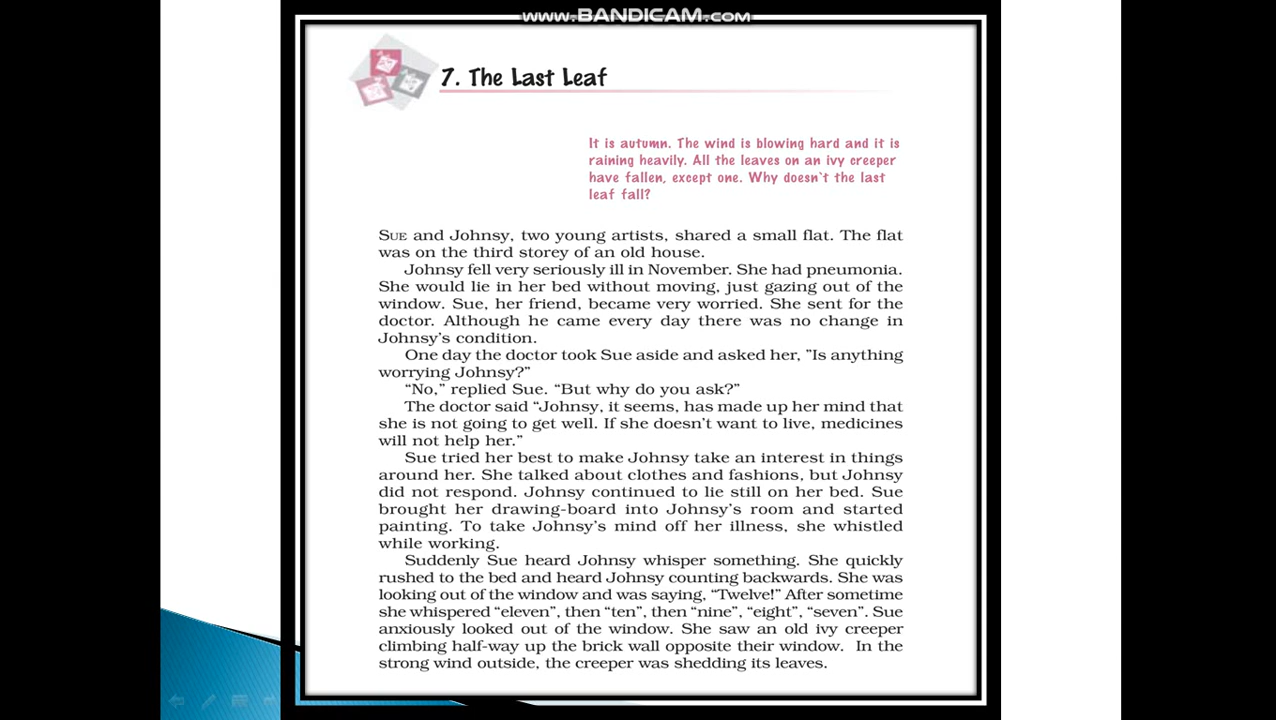 www.BANDICAM.com
7. The Last Leaf
It is autumn. The wind is blowing hard and it is
raining heavily. All the leaves on an ivy creeper
have fallen, except one. Why doesn't the last
leaf fall?
SUE and Johnsy, two young artists, shared a small flat. The flat
was on the third storey of an old house.
Johnsy fell very seriously ill in November. She had pneumonia.
She would lie in her bed without moving, just gazing out of the
window. Sue, her friend, became very worried. She sent for the
doctor. Although he came every day there was no change in
Johnsy's condition.
One day the doctor took Sue aside and asked her, ”Is anything
worrying Johnsy?”
“No,” replied Sue. “But why do you ask?”
The doctor said “Johnsy, it seems, has made up her mind that
she is not going to get well. If she doesn't want to live, medicines
will not help her.”
Sue tried her best to make Johnsy take an interest in things
around her. She talked about clothes and fashions, but Johnsy
did not respond. Johnsy continued to lie still on her bed. Sue
brought her drawing-board into Johnsy's room and started
painting. To take Johnsy's mind off her illness, she whistled
while working.
Suddenly Sue heard Johnsy whisper something. She quickly
rushed to the bed and heard Johnsy counting backwards. She was
looking out of the window and was saying, “Twelve!” After sometime
she whispered “eleven”, then “ten”, then “nine”, “eight”, “seven”. Sue
anxiously looked out of the window. She saw an old ivy creeper
climbing half-way up the brick wall opposite their window. In the
strong wind outside, the creeper was shedding its leaves.